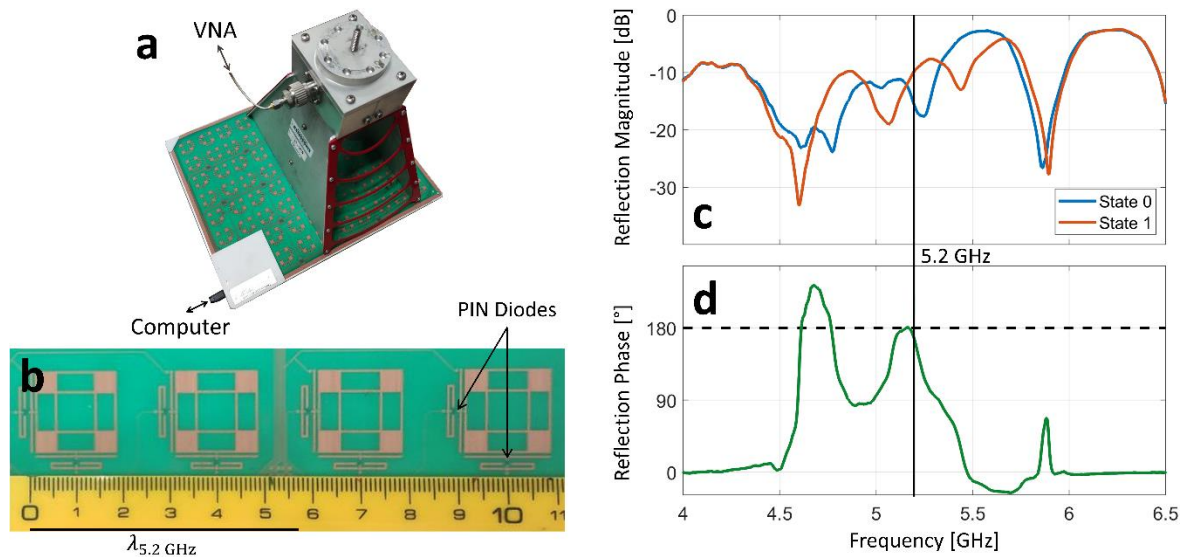 a
VNA
Computer
PIN Diodes
b
0 1 2 3 4 5 6 7 8 9 10 11
λ5.2 GHz
Reflection Magnitude [dB]
0
-10
-20
-30
c
State 0
State 1
5.2 GHz
Reflection Phase [°]
d
180
90
0
4 4.5 5 5.5 6 6.5
Frequency [GHz]